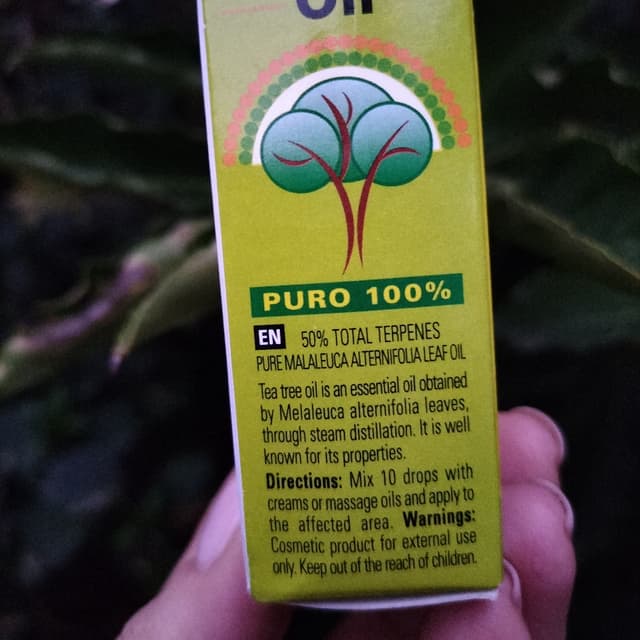 Oil
PURO 100%
EN 50% TOTAL TERPENES
PURE MALALEUCA ALTERNIFOLIA LEAF OIL
Tea tree oil is an essential oil obtained
by Melaleuca alternifolia leaves,
through steam distillation. It is well
known for its properties.
Directions: Mix 10 drops with
creams or massage oils and apply to
the affected area. Warnings:
Cosmetic product for external use
only. Keep out of the reach of children.